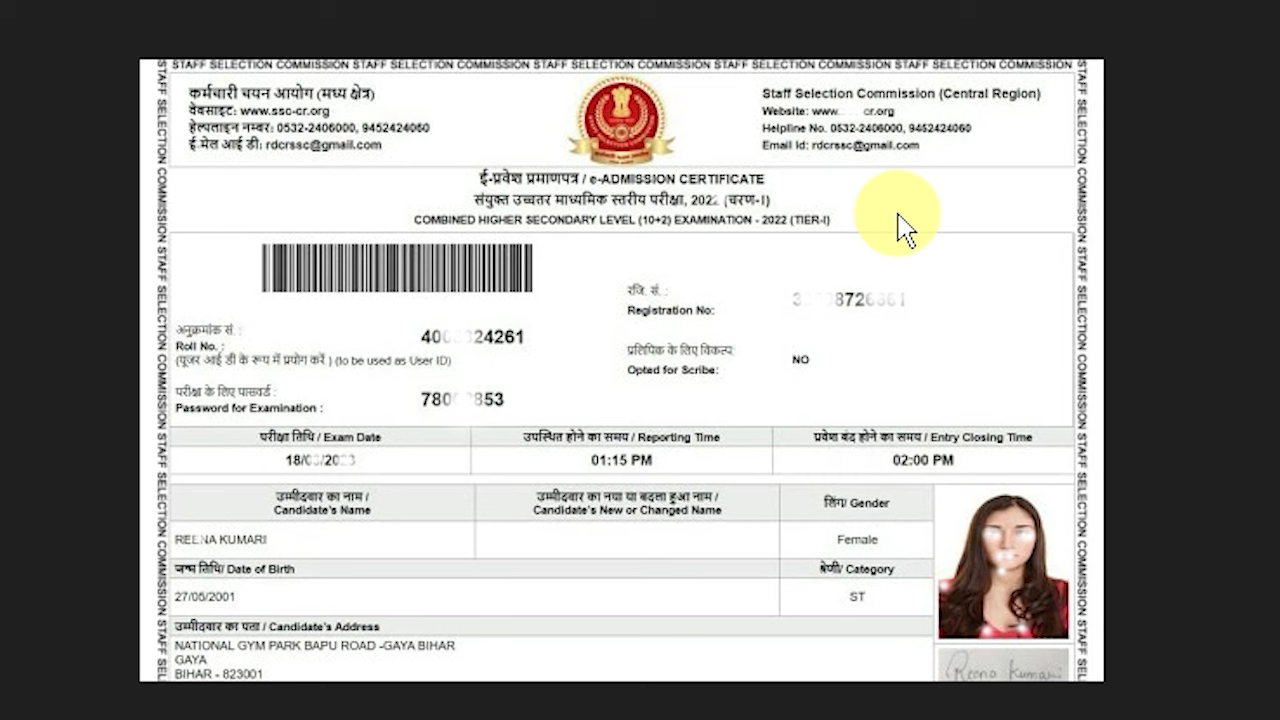 STAFF SELECTION COMMISSION STAFF SELECTION COMMISSION STAFF SELECTION COMMISSION STAFF SELECTION COMMISSION STAFF SELECTION COMMISSION
कर्मचारी चयन आयोग (मध्य क्षेत्र)
वेबसाइट: www.ssc-cr.org
हेल्पलाइन नम्बर: 0532-2406000, 9452424060
ई-मेल आई डी: rdcrssc@gmail.com
Staff Selection Commission (Central Region)
Website: www. cr.org
Helpline No. 0532-2406000, 9452424060
Email Id: rdcrssc@gmail.com
ई-प्रवेश प्रमाणपत्र / e-ADMISSION CERTIFICATE
संयुक्त उच्चतर माध्यमिक स्तरीय परीक्षा, 2022 (चरण-I)
COMBINED HIGHER SECONDARY LEVEL (10+2) EXAMINATION - 2022 (TIER-I)
रजि. सं. :
Registration No:
अनुक्रमांक सं. :
Roll No. :
(यूजर आई डी के रूप में प्रयोग करें ) (to be used as User ID)
प्रतिपिक के लिए विकल्प:
Opted for Scribe:
NO
परीक्षा के लिए पासवर्ड :
Password for Examination :
परीक्षा तिथि / Exam Date
उपस्थित होने का समय / Reporting Time
प्रवेश बंद होने का समय / Entry Closing Time
01:15 PM
02:00 PM
उम्मीदवार का नाम /
Candidate's Name
उम्मीदवार का नया या बदला हुआ नाम /
Candidate's New or Changed Name
लिंग/ Gender
REENA KUMARI
Female
जन्म तिथि/ Date of Birth
श्रेणी/ Category
27/05/2001
ST
उम्मीदवार का पता / Candidate's Address
NATIONAL GYM PARK BAPU ROAD -GAYA BIHAR
GAYA
BIHAR - 823001
Reena Kumari